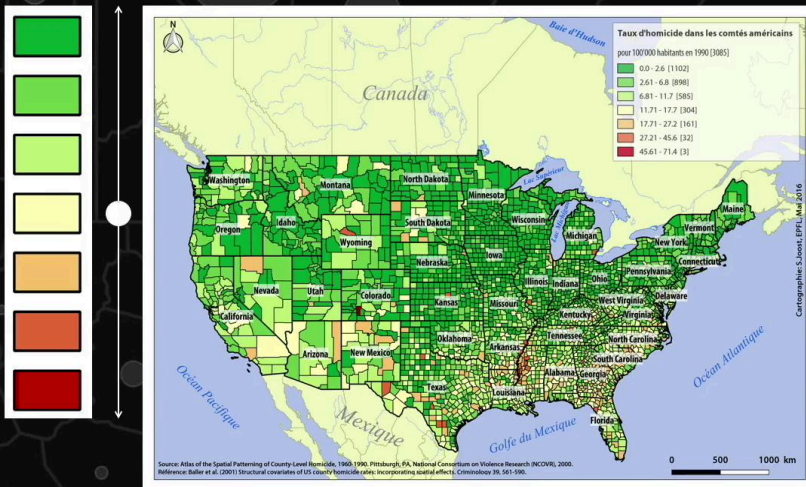 N
Baie d'Hudson
Taux d'homicide dans les comtés américains
pour 100'000 habitants en 1990 [3085]
0.0 - 2.6 [1102]
2.61 - 6.8 [898]
6.81 - 11.7 [585]
11.71 - 17.7 [304]
17.71 - 27.2 [161]
27.21 - 45.6 [32]
45.61 - 71.4 [3]
Canada
Lac Supérieur
Washington
Montana
North Dakota
Minnesota
Maine
Oregon
Idaho
South Dakota
Wisconsin
Lac Michigan
Michigan
Vermont
New York
Wyoming
Iowa
Connecticut
Nebraska
Pennsylvania
Nevada
Utah
Colorado
Illinois
Indiana
Ohio
Delaware
Kansas
Missouri
West Virginia
Virginia
California
Kentucky
Oklahoma
Tennessee
North Carolina
Arizona
New Mexico
Arkansas
South Carolina
Alabama
Georgia
Texas
Louisiana
Florida
Océan Pacifique
Mexique
Golfe du Mexique
Océan Atlantique
Cartographie: S.Joost, EPFL, Mai 2016
Source: Atlas of the Spatial Patterning of County-Level Homicide, 1960-1990. Pittsburgh, PA, National Consortium on Violence Research (NCOVR), 2000.
Référence: Baller et al. (2001) Structural covariates of US county homicide rates: incorporating spatial effects. Criminology 39, 561-590.
0 500 1000 km